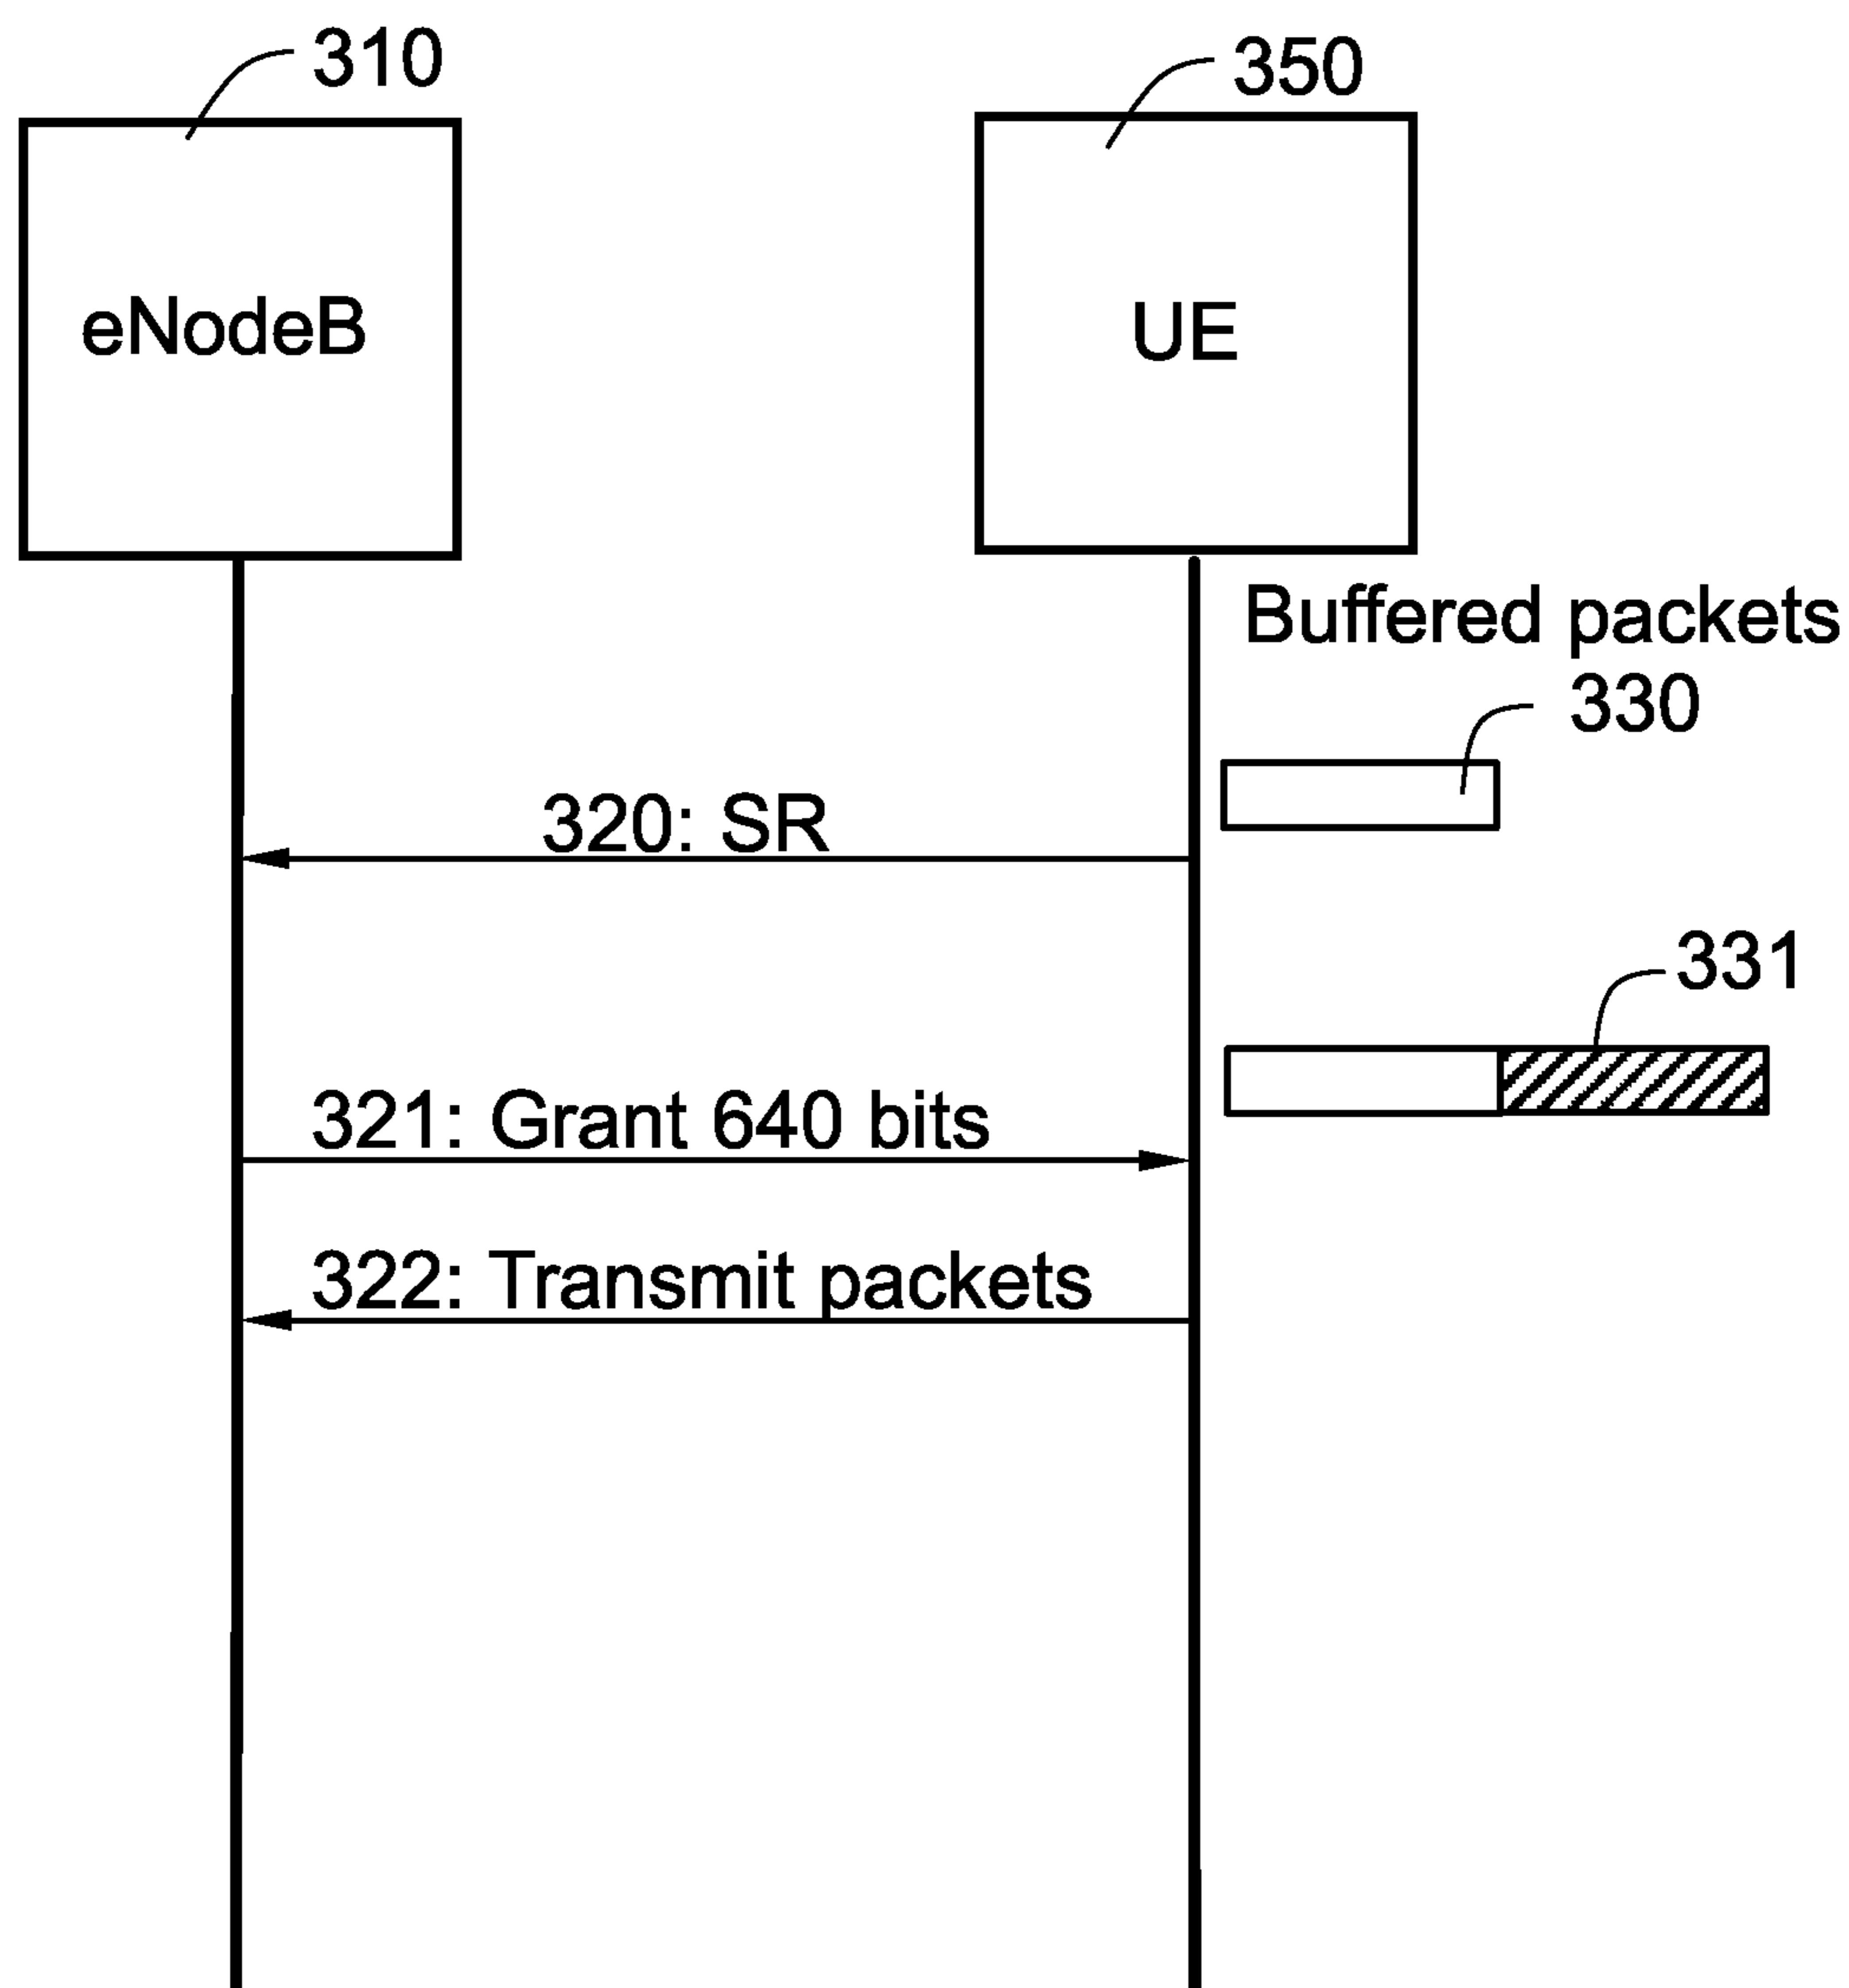 310
350
eNodeB
UE
Buffered packets
330
320: SR
331
321: Grant 640 bits
322: Transmit packets